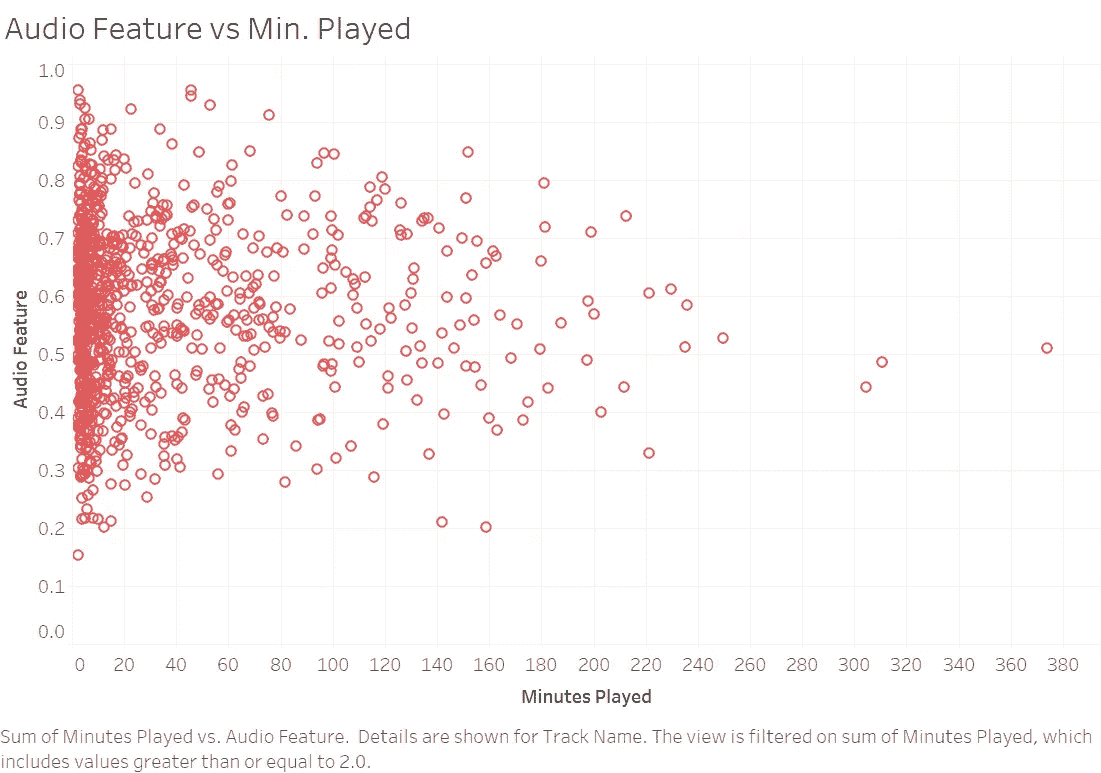 Audio Feature vs Min. Played
1.0
0.9
0.8
0.7
0.6
0.5
0.4
0.3
0.2
0.1
0.0
Audio Feature
0 20 40 60 80 100 120 140 160 180 200 220 240 260 280 300 320 340 360 380
Minutes Played
Sum of Minutes Played vs. Audio Feature. Details are shown for Track Name. The view is filtered on sum of Minutes Played, which
includes values greater than or equal to 2.0.